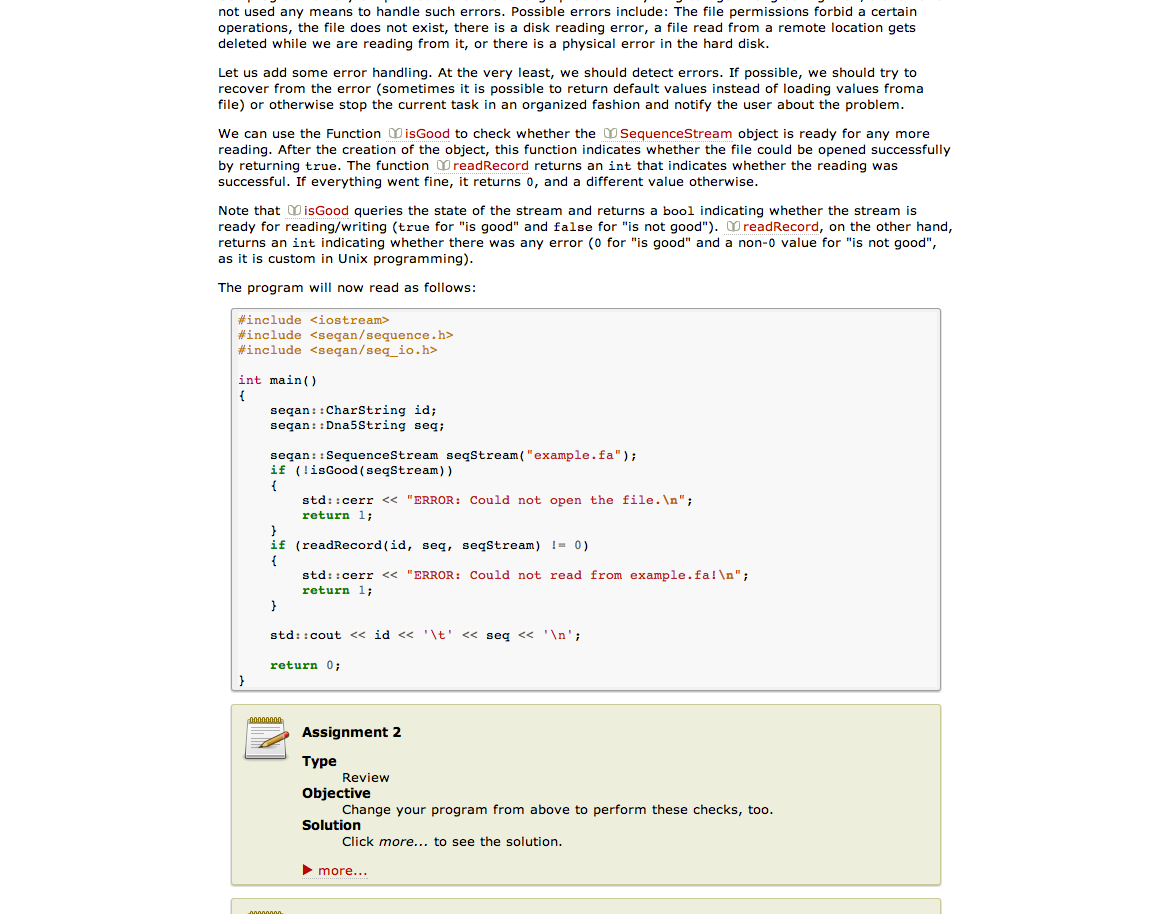 not used any means to handle such errors. Possible errors include: The file permissions forbid a certain
operations, the file does not exist, there is a disk reading error, a file read from a remote location gets
deleted while we are reading from it, or there is a physical error in the hard disk.
Let us add some error handling. At the very least, we should detect errors. If possible, we should try to
recover from the error (sometimes it is possible to return default values instead of loading values froma
file) or otherwise stop the current task in an organized fashion and notify the user about the problem.
We can use the Function isGood to check whether the SequenceStream object is ready for any more
reading. After the creation of the object, this function indicates whether the file could be opened successfully
by returning true. The function readRecord returns an int that indicates whether the reading was
successful. If everything went fine, it returns 0, and a different value otherwise.
Note that isGood queries the state of the stream and returns a bool indicating whether the stream is
ready for reading/writing (true for "is good" and false for "is not good"). readRecord, on the other hand,
returns an int indicating whether there was any error (0 for "is good" and a non-0 value for "is not good",
as it is custom in Unix programming).
The program will now read as follows:
#include <iostream>
#include <seqan/sequence.h>
#include <seqan/seq_io.h>
int main()
{
    seqan::CharString id;
    seqan::Dna5String seq;
    seqan::SequenceStream seqStream("example.fa");
    if (!isGood(seqStream))
    {
        std::cerr << "ERROR: Could not open the file.\n";
        return 1;
    }
    if (readRecord(id, seq, seqStream) != 0)
    {
        std::cerr << "ERROR: Could not read from example.fa!\n";
        return 1;
    }
    std::cout << id << '\t' << seq << '\n';
    return 0;
}
Assignment 2
Type
Review
Objective
Change your program from above to perform these checks, too.
Solution
Click more... to see the solution.
more...